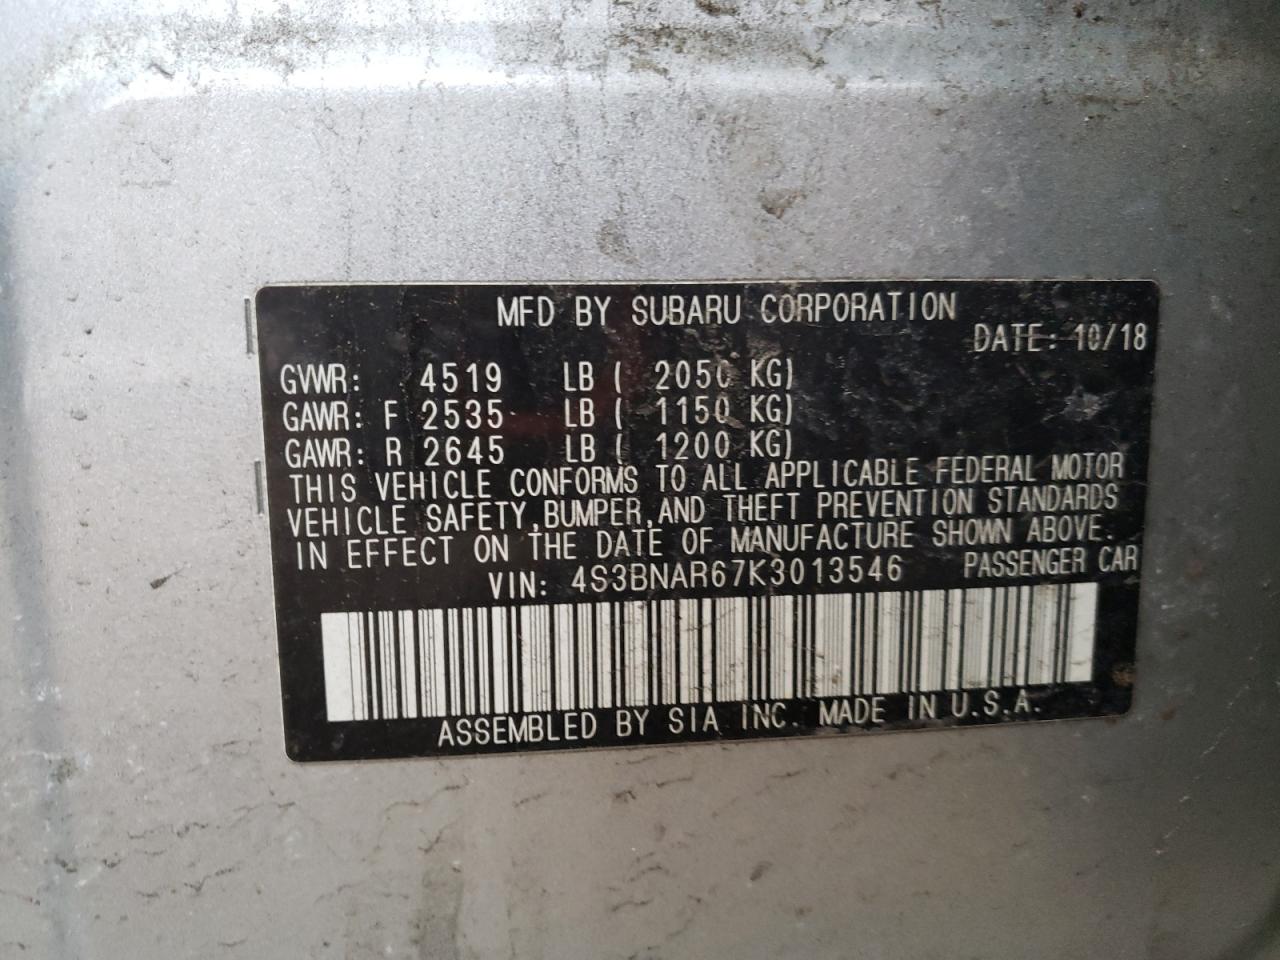 MFD BY SUBARU CORPORATION
DATE: 10/18
GVWR: 4519 LB ( 2050 KG)
GAWR: F 2535 LB ( 1150 KG)
GAWR: R 2645 LB ( 1200 KG)
THIS VEHICLE CONFORMS TO ALL APPLICABLE FEDERAL MOTOR
VEHICLE SAFETY, BUMPER, AND THEFT PREVENTION STANDARDS
IN EFFECT ON THE DATE OF MANUFACTURE SHOWN ABOVE.
VIN: 4S3BNAR67K3013546 PASSENGER CAR
ASSEMBLED BY SIA INC. MADE IN U.S.A.